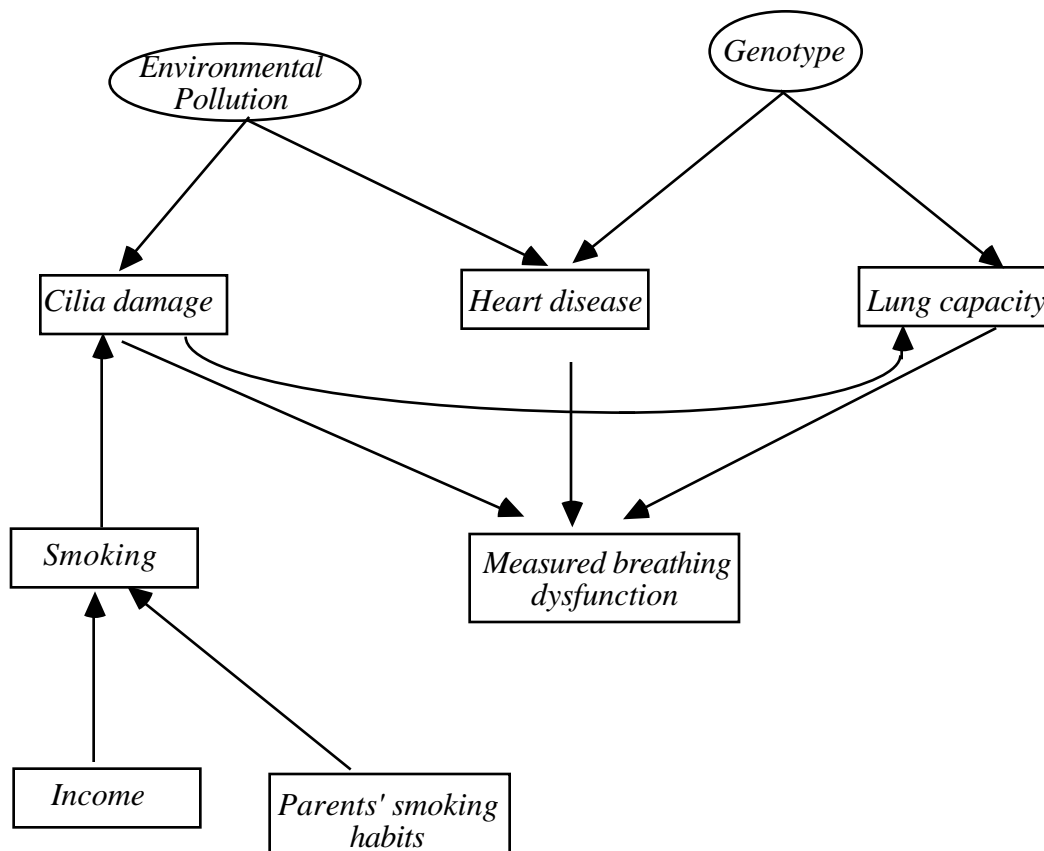 Environmental
Pollution
Genotype
Cilia damage
Heart disease
Lung capacity
Smoking
Measured breathing
dysfunction
Income
Parents' smoking
habits